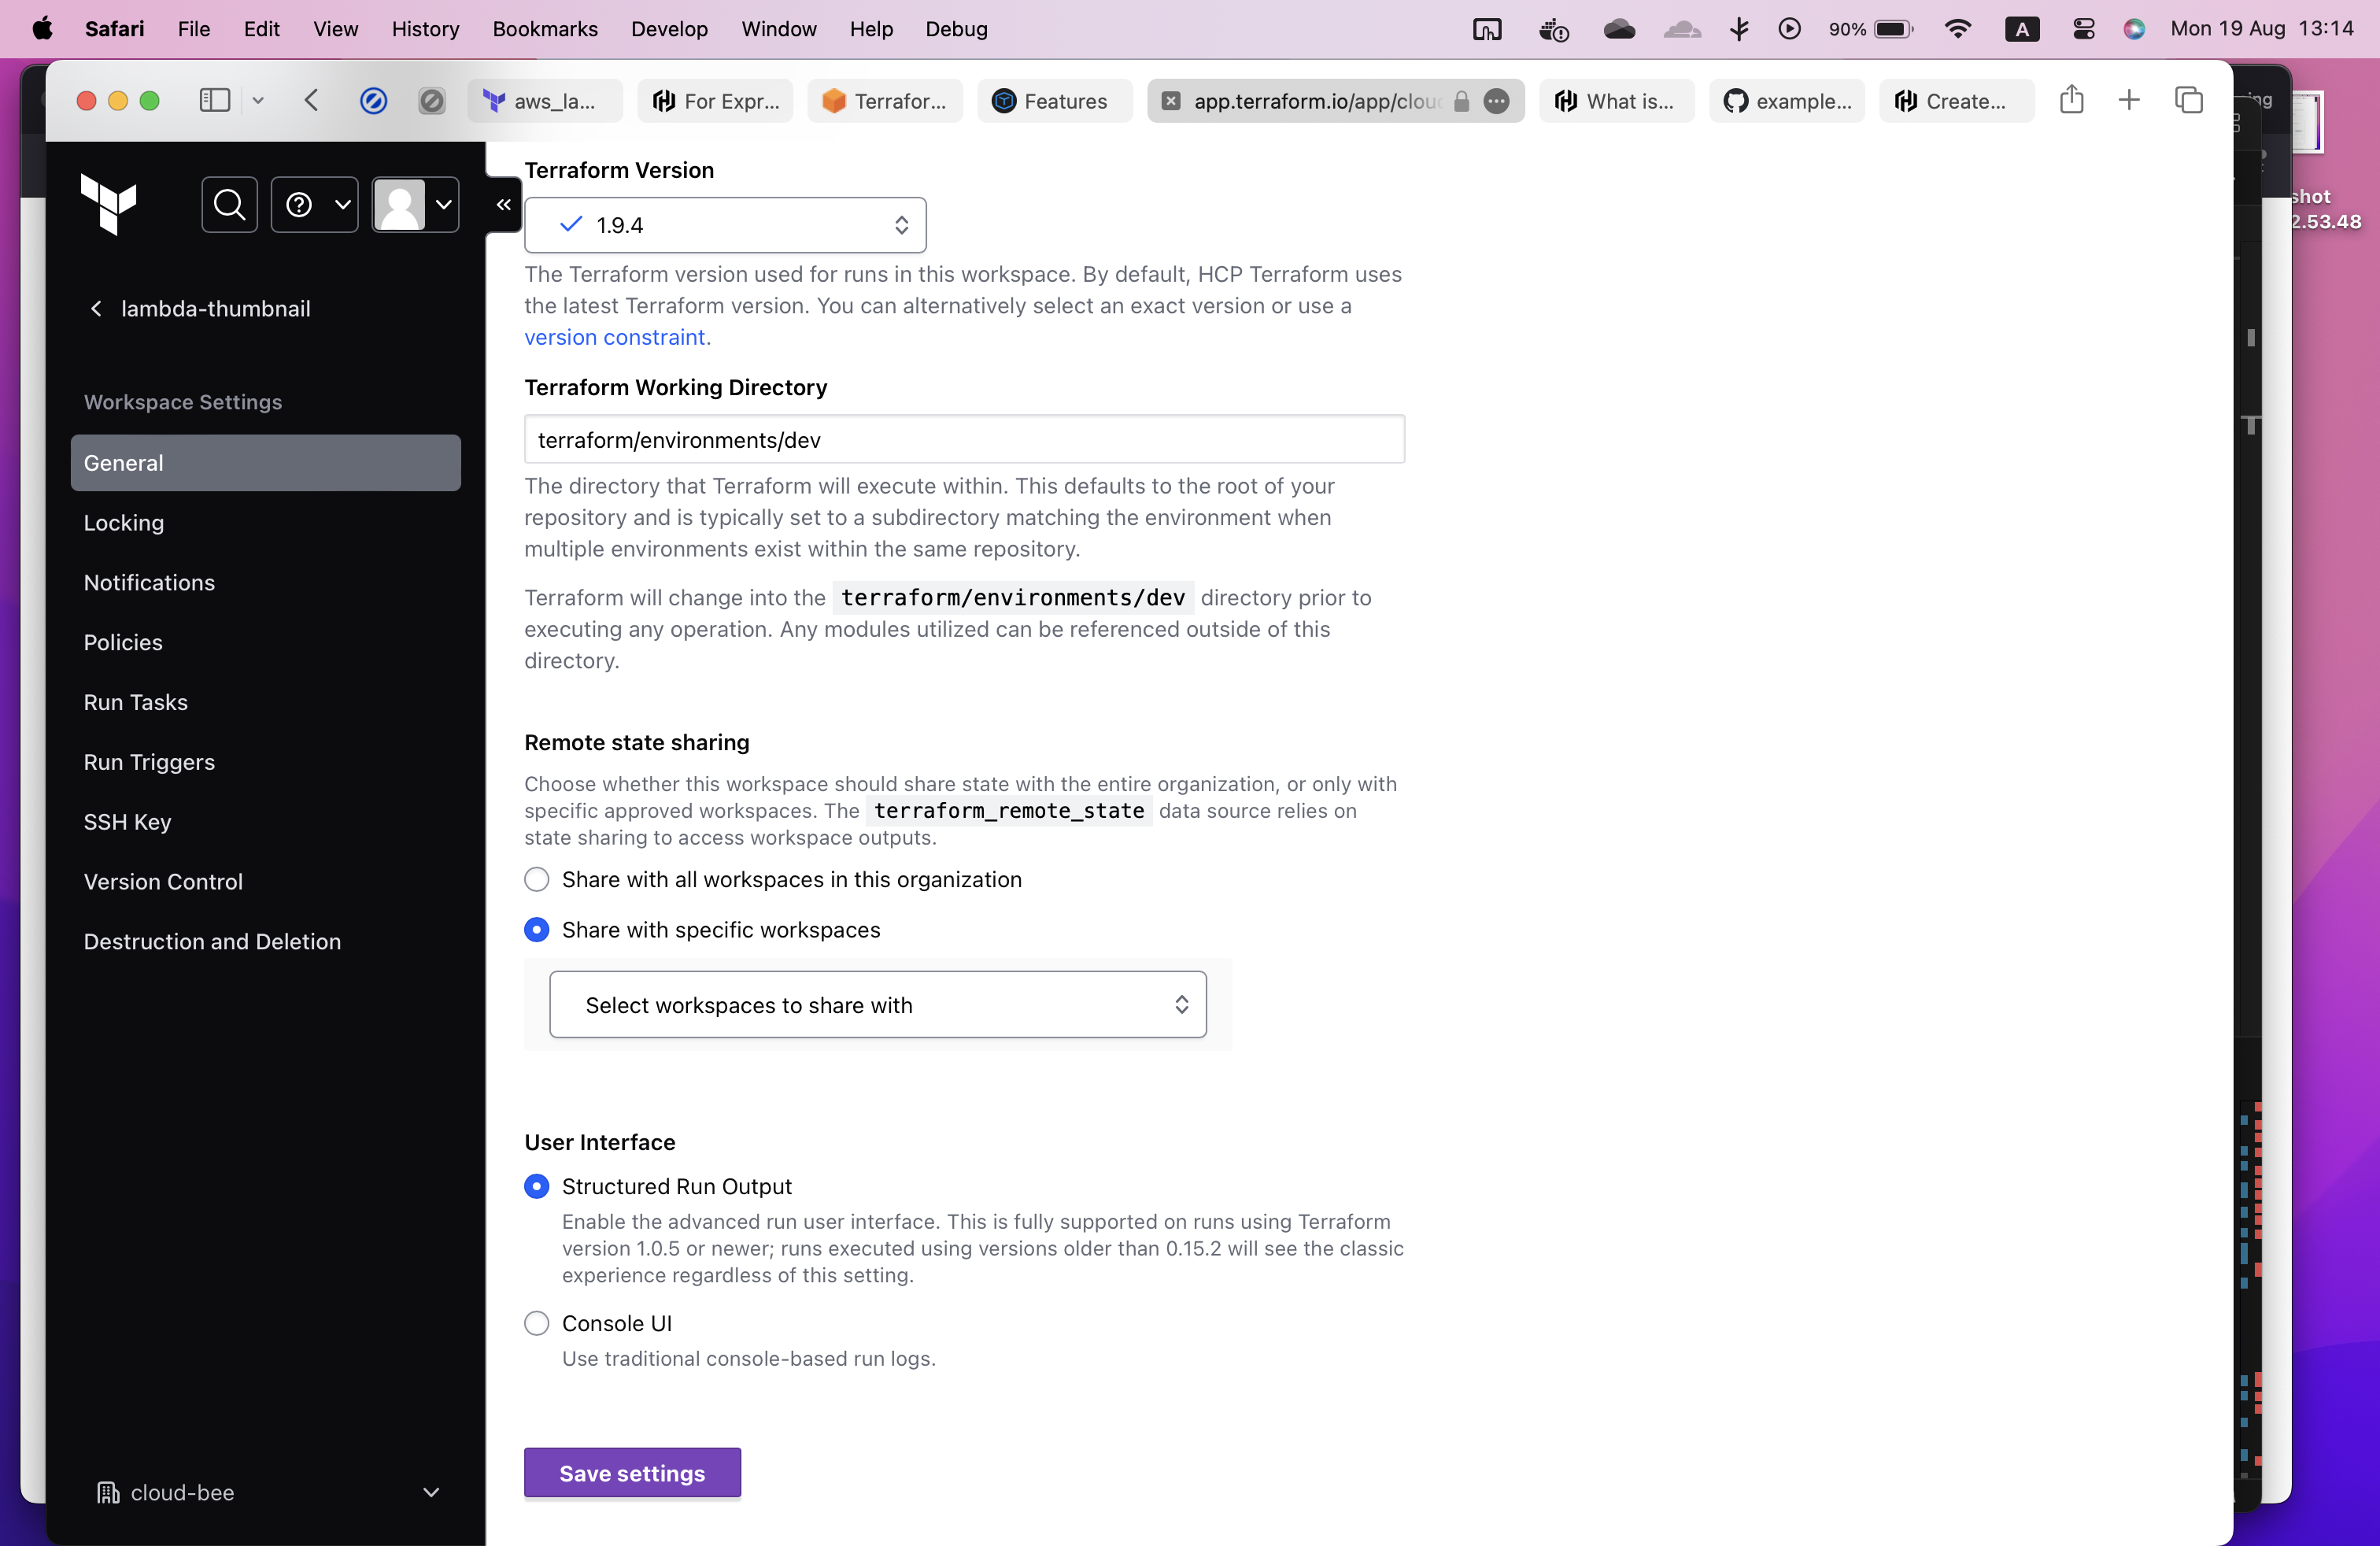 Safari File Edit View History Bookmarks Develop Window Help Debug
90% A Mon 19 Aug 13:14
aws_la... For Expr... Terrafor... Features app.terraform.io/app/clou What is... example... Create...
shot
2.53.48
lambda-thumbnail
Workspace Settings
General
Locking
Notifications
Policies
Run Tasks
Run Triggers
SSH Key
Version Control
Destruction and Deletion
cloud-bee
Terraform Version
1.9.4
The Terraform version used for runs in this workspace. By default, HCP Terraform uses
the latest Terraform version. You can alternatively select an exact version or use a
version constraint.
Terraform Working Directory
terraform/environments/dev
The directory that Terraform will execute within. This defaults to the root of your
repository and is typically set to a subdirectory matching the environment when
multiple environments exist within the same repository.
Terraform will change into the terraform/environments/dev directory prior to
executing any operation. Any modules utilized can be referenced outside of this
directory.
Remote state sharing
Choose whether this workspace should share state with the entire organization, or only with
specific approved workspaces. The terraform_remote_state data source relies on
state sharing to access workspace outputs.
Share with all workspaces in this organization
Share with specific workspaces
Select workspaces to share with
User Interface
Structured Run Output
Enable the advanced run user interface. This is fully supported on runs using Terraform
version 1.0.5 or newer; runs executed using versions older than 0.15.2 will see the classic
experience regardless of this setting.
Console UI
Use traditional console-based run logs.
Save settings